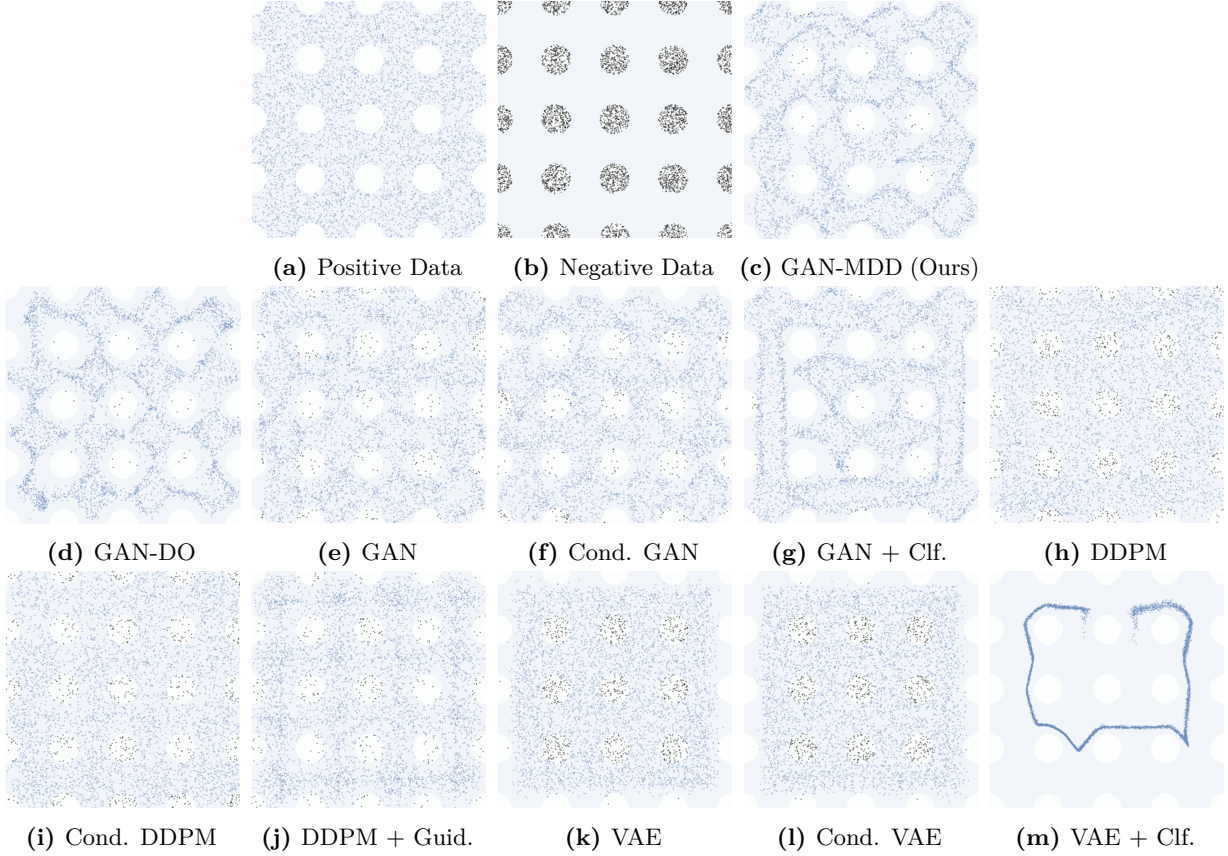 (a) Positive Data (b) Negative Data (c) GAN-MDD (Ours)
(d) GAN-DO (e) GAN (f) Cond. GAN (g) GAN + Clf. (h) DDPM
(i) Cond. DDPM (j) DDPM + Guid. (k) VAE (l) Cond. VAE (m) VAE + Clf.